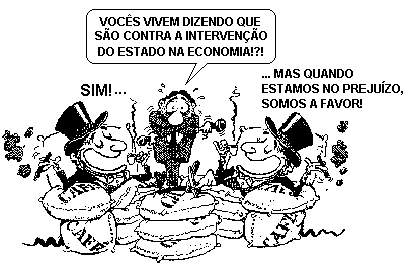 VOCÊS VIVEM DIZENDO QUE
SÃO CONTRA A INTERVENÇÃO
DO ESTADO NA ECONOMIA!?!
SIM!...
... MAS QUANDO
ESTAMOS NO PREJUÍZO,
SOMOS A FAVOR!
CAFÉ
CAFÉ
CAFÉ
CAFÉ